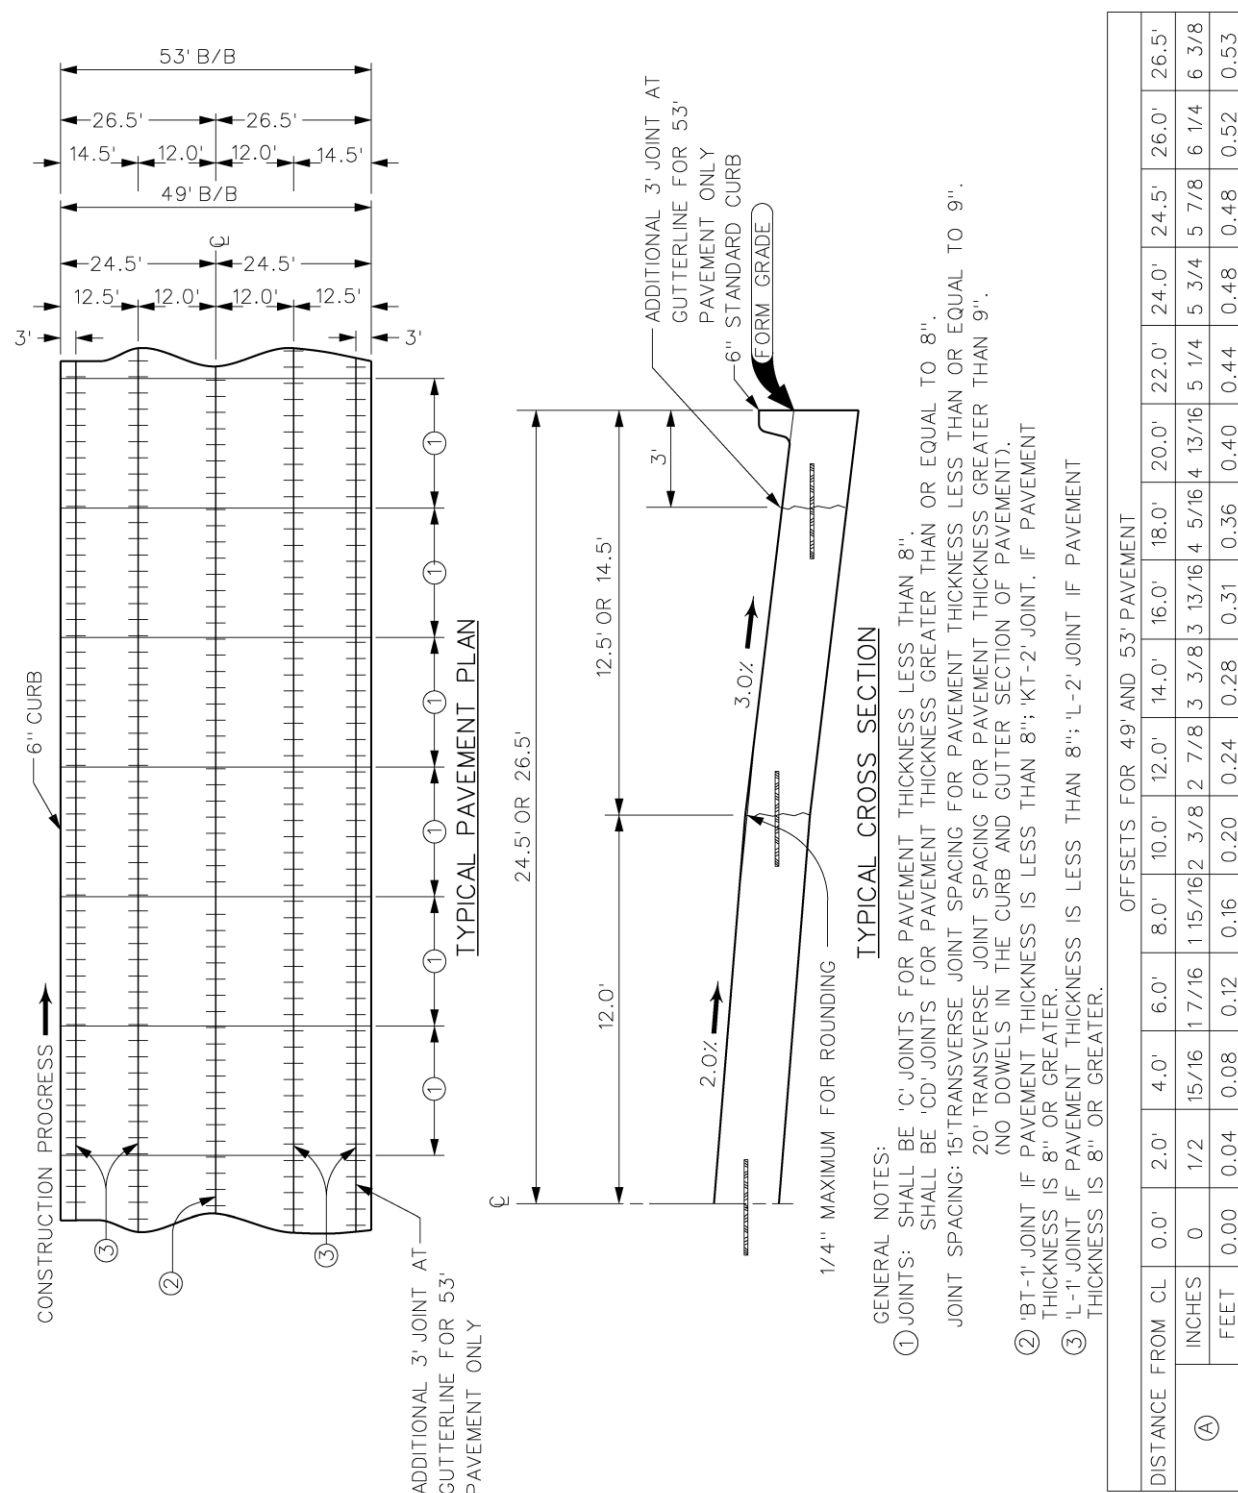 CONSTRUCTION PROGRESS
6" CURB
3'
3'
12.5'
12.0'
12.0'
12.5'
24.5'
24.5'
℄
49' B/B
14.5'
12.0'
12.0'
14.5'
26.5'
26.5'
53' B/B
3
2
3
1
1
1
1
1
1
ADDITIONAL 3' JOINT AT
GUTTERLINE FOR 53'
PAVEMENT ONLY
TYPICAL PAVEMENT PLAN
℄
24.5' OR 26.5'
12.0'
12.5' OR 14.5'
3'
ADDITIONAL 3' JOINT AT
GUTTERLINE FOR 53'
PAVEMENT ONLY
6" STANDARD CURB
FORM GRADE
2.0%
3.0%
1/4" MAXIMUM FOR ROUNDING
TYPICAL CROSS SECTION
GENERAL NOTES:
1 JOINTS: SHALL BE 'C' JOINTS FOR PAVEMENT THICKNESS LESS THAN 8".
SHALL BE 'CD' JOINTS FOR PAVEMENT THICKNESS GREATER THAN OR EQUAL TO 8".
JOINT SPACING: 15' TRANSVERSE JOINT SPACING FOR PAVEMENT THICKNESS LESS THAN OR EQUAL TO 9".
20' TRANSVERSE JOINT SPACING FOR PAVEMENT THICKNESS GREATER THAN 9".
(NO DOWELS IN THE CURB AND GUTTER SECTION OF PAVEMENT).
2 'BT-1' JOINT IF PAVEMENT THICKNESS IS LESS THAN 8"; 'KT-2' JOINT. IF PAVEMENT
THICKNESS IS 8" OR GREATER.
3 'L-1' JOINT IF PAVEMENT THICKNESS IS LESS THAN 8"; 'L-2' JOINT IF PAVEMENT
THICKNESS IS 8" OR GREATER.
OFFSETS FOR 49' AND 53' PAVEMENT
DISTANCE FROM CL 0.0' 2.0' 4.0' 6.0' 8.0' 10.0' 12.0' 14.0' 16.0' 18.0' 20.0' 22.0' 24.0' 24.5' 26.0' 26.5'
A INCHES 0 1/2 15/16 1 7/16 1 15/16 2 3/8 2 7/8 3 3/8 3 13/16 4 5/16 4 13/16 5 1/4 5 3/4 5 7/8 6 1/4 6 3/8
FEET 0.00 0.04 0.08 0.12 0.16 0.20 0.24 0.28 0.31 0.36 0.40 0.44 0.48 0.48 0.52 0.53